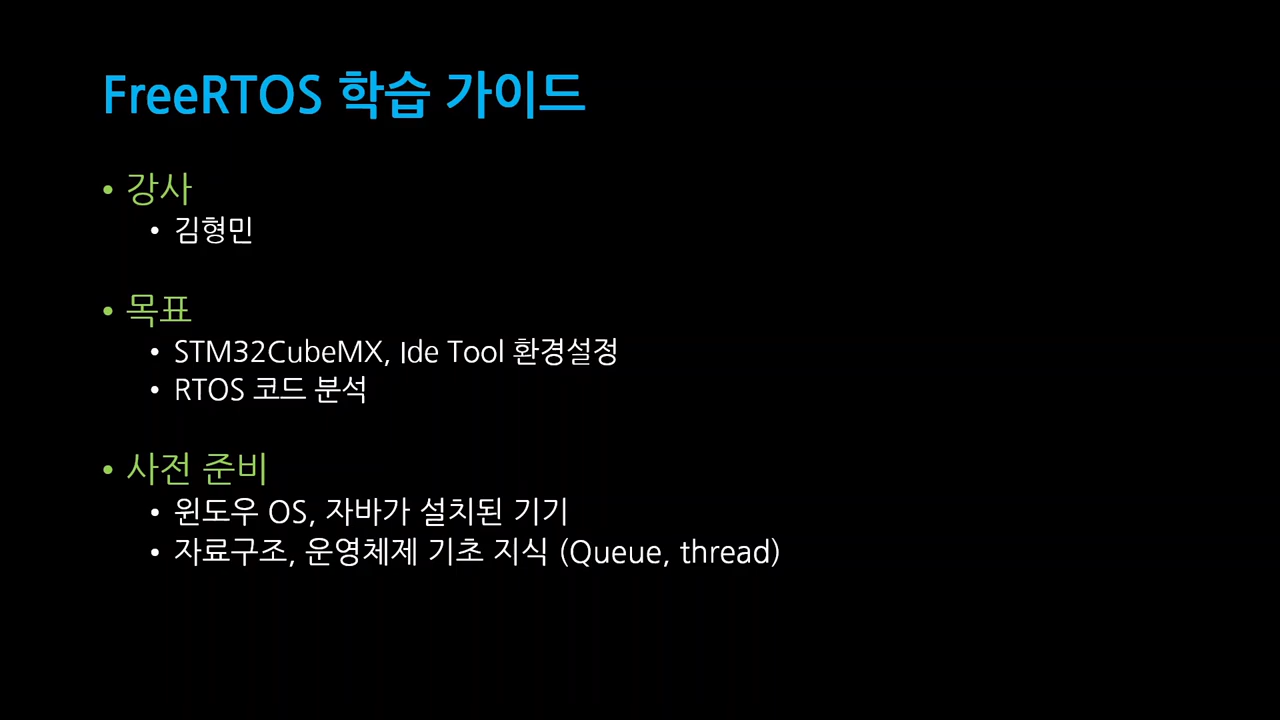 FreeRTOS 학습 가이드
• 강사
• 김형민
• 목표
• STM32CubeMX, Ide Tool 환경설정
• RTOS 코드 분석
• 사전 준비
• 윈도우 OS, 자바가 설치된 기기
• 자료구조, 운영체제 기초 지식 (Queue, thread)